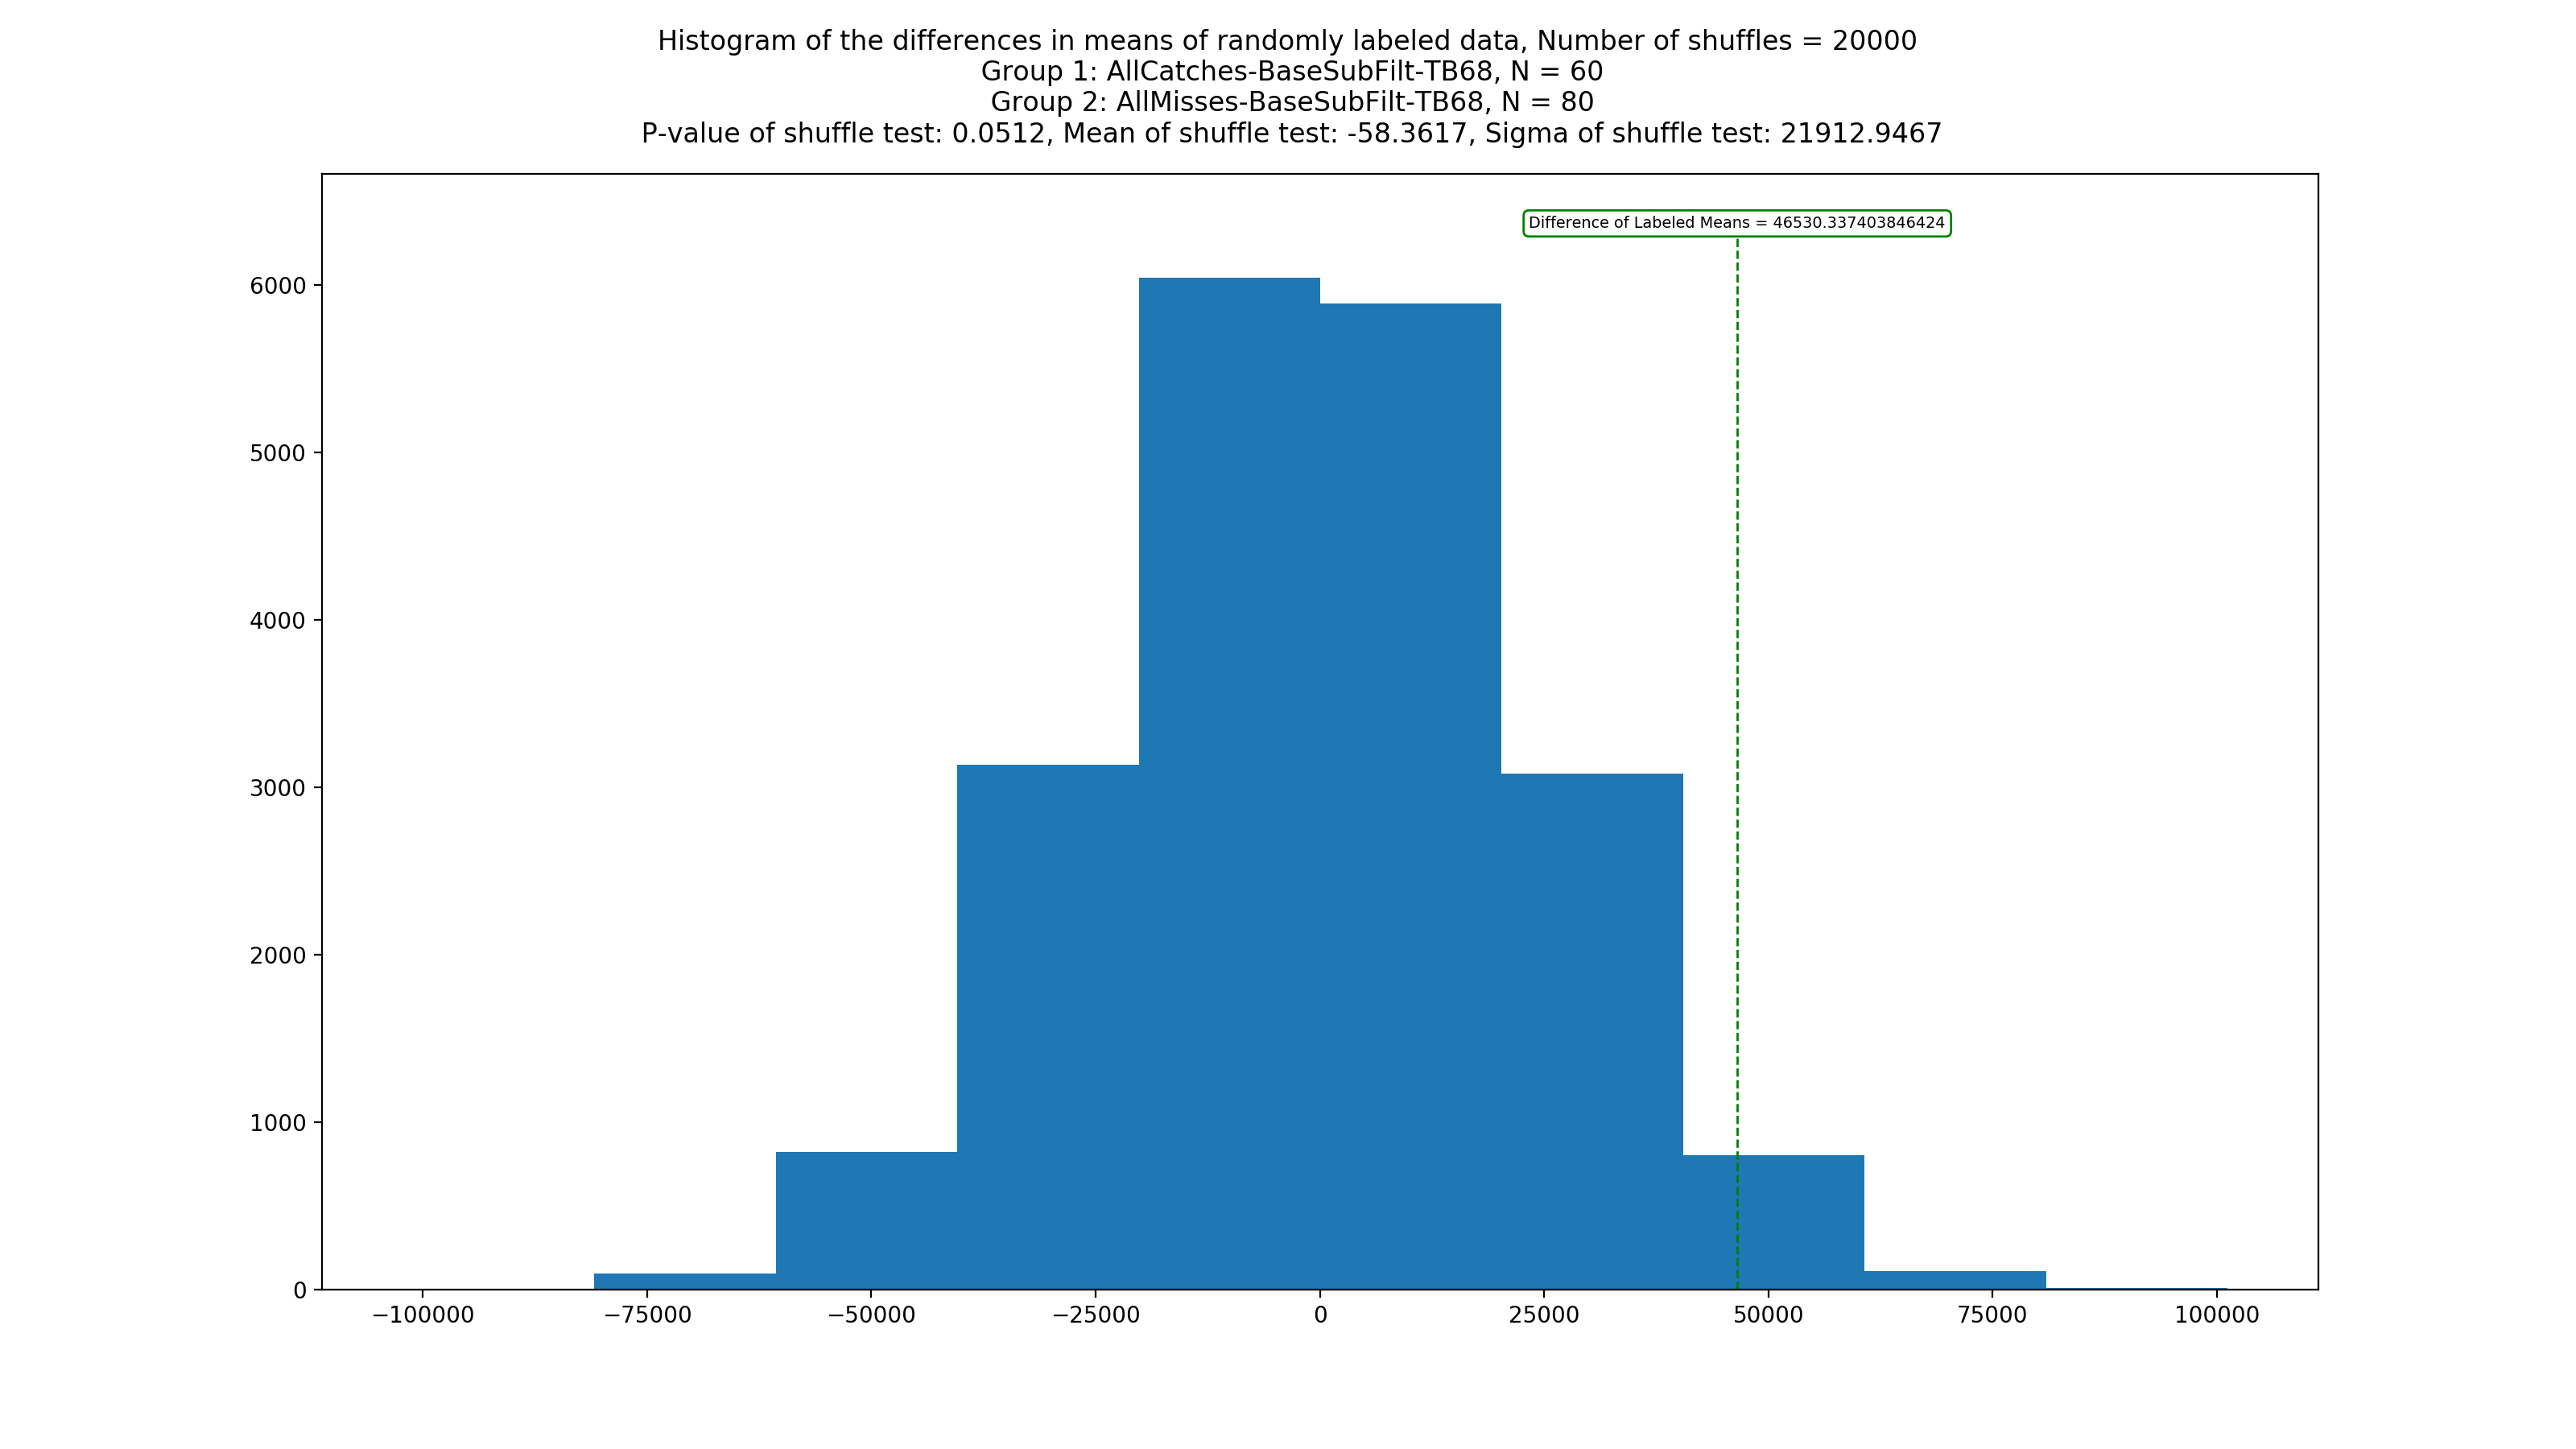 Histogram of the differences in means of randomly labeled data, Number of shuffles = 20000
Group 1: AllCatches-BaseSubFilt-TB68, N = 60
Group 2: AllMisses-BaseSubFilt-TB68, N = 80
P-value of shuffle test: 0.0512, Mean of shuffle test: -58.3617, Sigma of shuffle test: 21912.9467
Difference of Labeled Means = 46530.337403846424
6000
5000
4000
3000
2000
1000
0
−100000 −75000 −50000 −25000 0 25000 50000 75000 100000